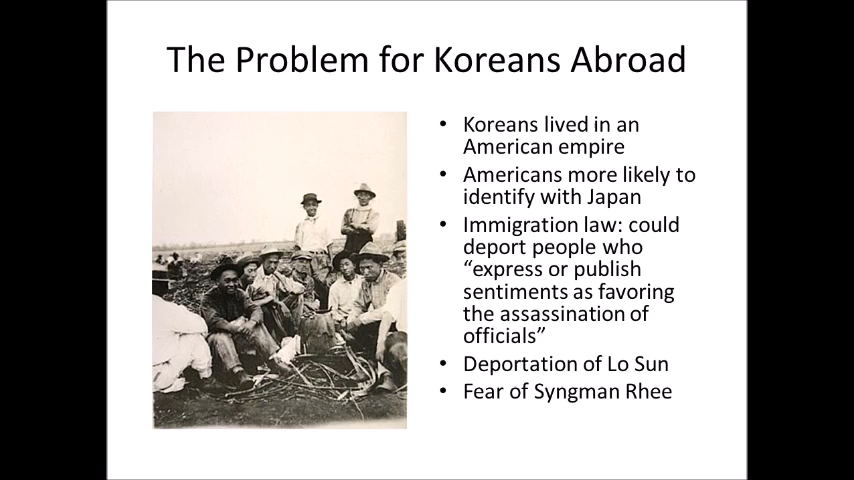 The Problem for Koreans Abroad
• Koreans lived in an
American empire
• Americans more likely to
identify with Japan
• Immigration law: could
deport people who
“express or publish
sentiments as favoring
the assassination of
officials”
• Deportation of Lo Sun
• Fear of Syngman Rhee